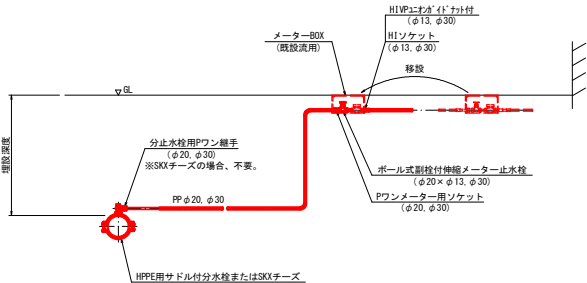 HIVPユニオンガイドナット付
(φ13, φ30)
メーターBOX
(既設流用)
HIソケット
(φ13, φ30)
移設
GL
埋設深度
分止水栓用Pワン継手
(φ20, φ30)
※SKXチーズの場合、不要。
ボール式副栓付伸縮メーター止水栓
(φ20×φ13, φ30)
PPφ20, φ30
Pワンメーター用ソケット
(φ20, φ30)
HPPE用サドル付分水栓またはSKXチーズ